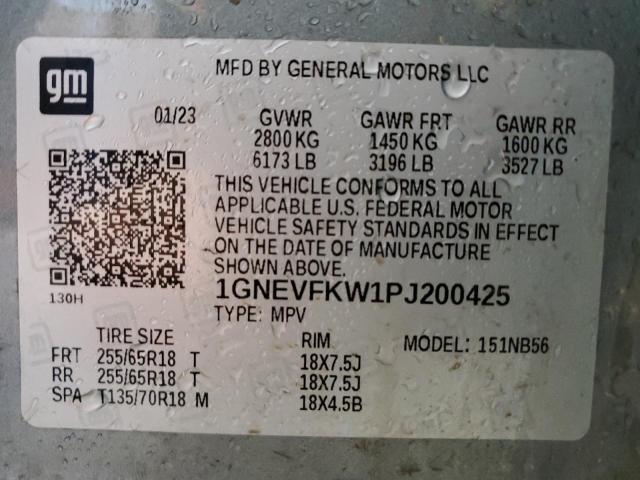 gm
MFD BY GENERAL MOTORS LLC
01/23 GVWR GAWR FRT GAWR RR
2800 KG 1450 KG 1600 KG
6173 LB 3196 LB 3527 LB
THIS VEHICLE CONFORMS TO ALL
APPLICABLE U.S. FEDERAL MOTOR
VEHICLE SAFETY STANDARDS IN EFFECT
ON THE DATE OF MANUFACTURE
SHOWN ABOVE.
130H
1GNEVFKW1PJ200425
TYPE: MPV
TIRE SIZE RIM MODEL: 151NB56
FRT 255/65R18 T 18X7.5J
RR 255/65R18 T 18X7.5J
SPA T135/70R18 M 18X4.5B